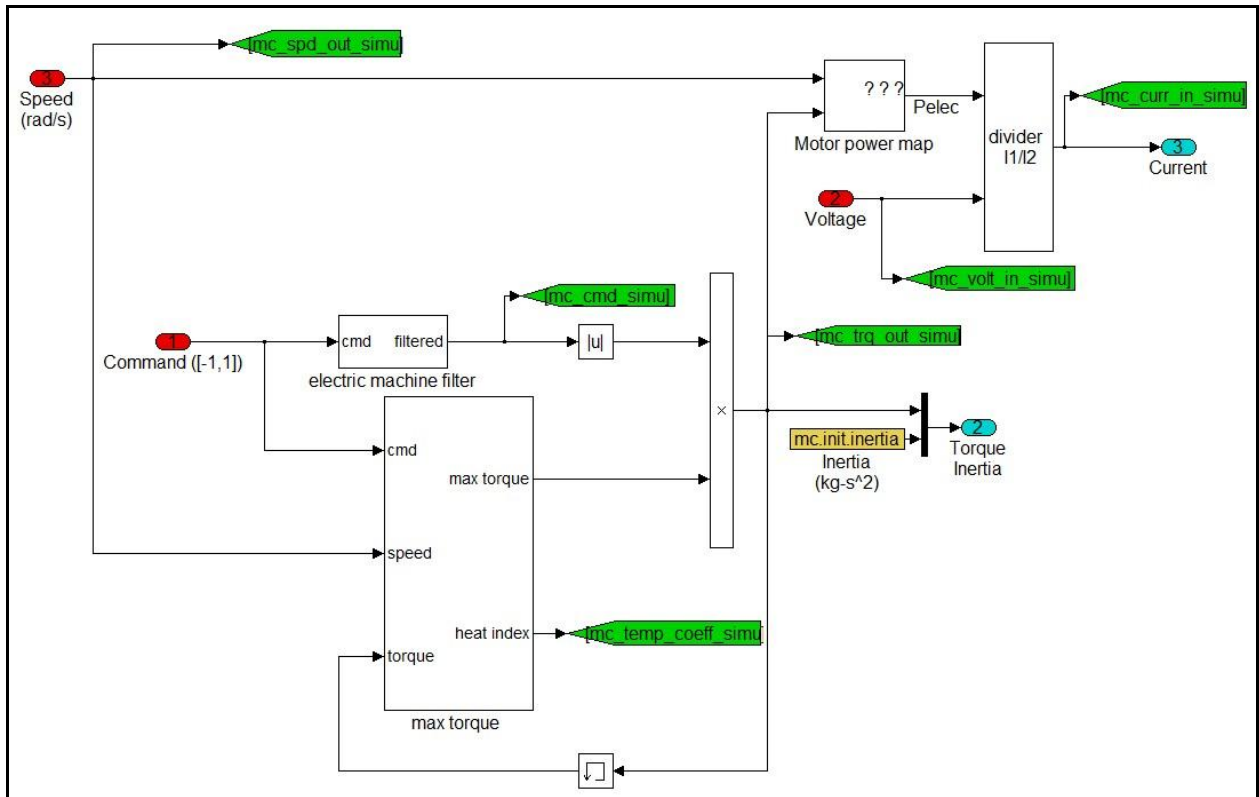 [mc_spd_out_simu]
3
Speed
(rad/s)
? ? ?
Pelec
Motor power map
[mc_curr_in_simu]
divider
I1/I2
3
Current
2
Voltage
[mc_volt_in_simu]
[mc_cmd_simu]
1
Command ([-1,1])
cmd
filtered
electric machine filter
|u|
[mc_trq_out_simu]
×
mc.init.inertia
Inertia
(kg-s^2)
2
Torque
Inertia
cmd
max torque
speed
heat index
[mc_temp_coeff_simu
torque
max torque